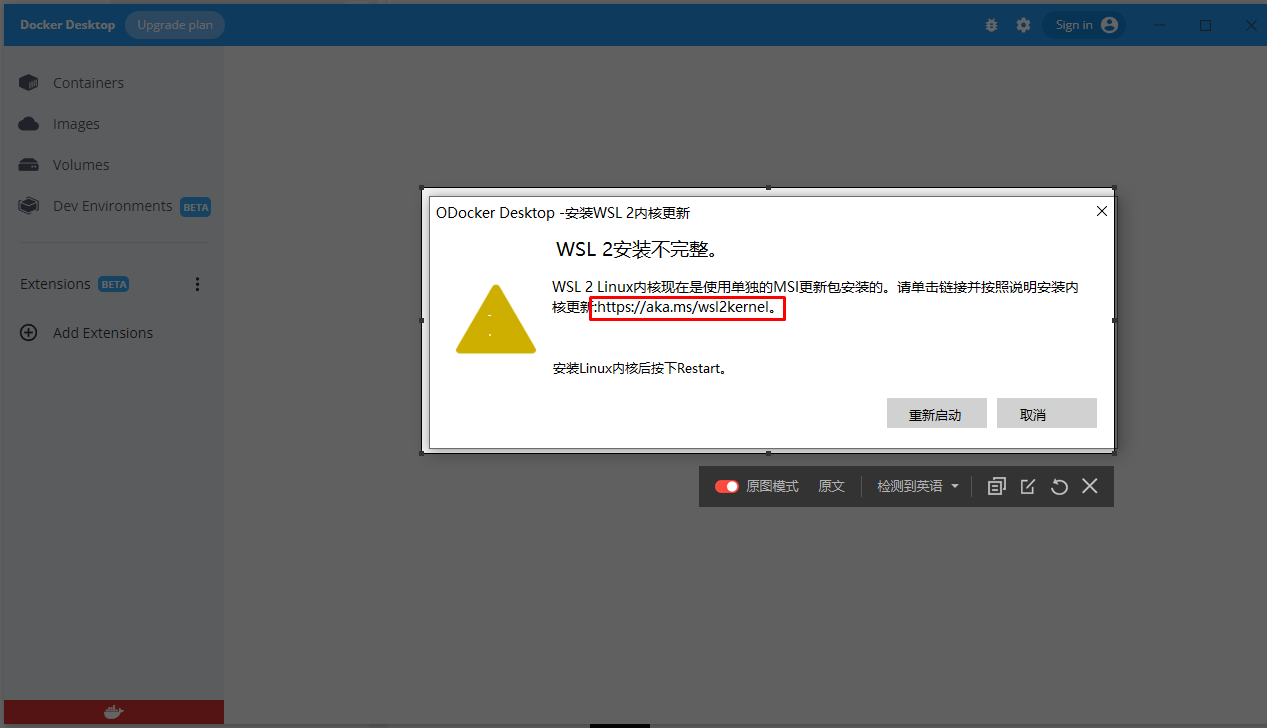 Docker Desktop
Upgrade plan
Sign in
Containers
Images
Volumes
Dev Environments BETA
Extensions BETA
Add Extensions
ODocker Desktop -安装WSL 2内核更新
WSL 2安装不完整。
WSL 2 Linux内核现在是使用单独的MSI更新包安装的。请单击链接并按照说明安装内
核更新:https://aka.ms/wsl2kernel。
安装Linux内核后按下Restart。
重新启动
取消
原图模式
原文
检测到英语